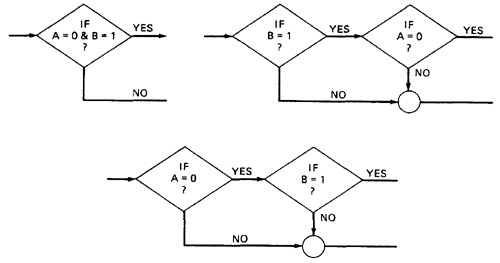 IF
A = 0 & B = 1
?
YES
NO
IF
B = 1
?
YES
IF
A = 0
?
YES
NO
NO
IF
A = 0
?
YES
IF
B = 1
?
YES
NO
NO